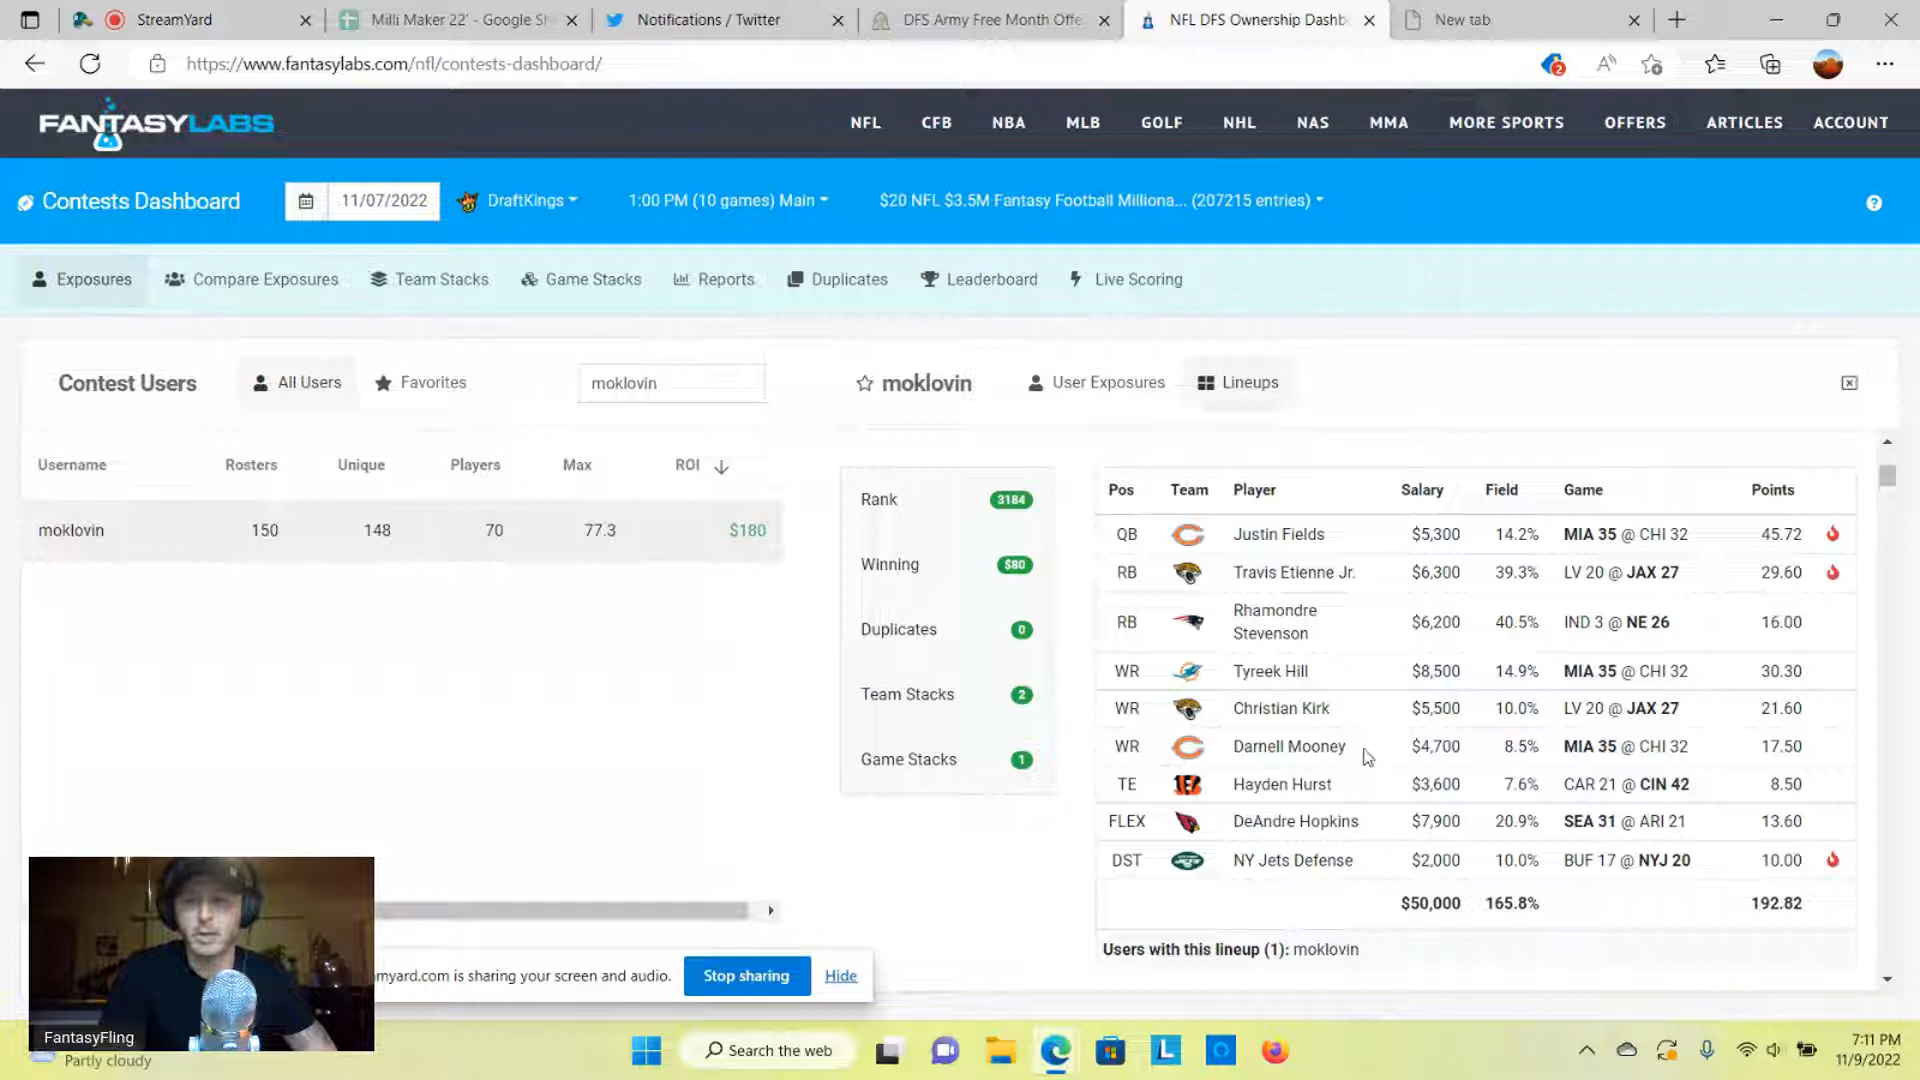 StreamYard
Milli Maker 22' - Google Sh
Notifications / Twitter
DFS Army Free Month Offe
NFL DFS Ownership Dashb
New tab
https://www.fantasylabs.com/nfl/contests-dashboard/
2
FANTASYLABS
NFL CFB NBA MLB GOLF NHL NAS MMA MORE SPORTS OFFERS ARTICLES ACCOUNT
Contests Dashboard 11/07/2022 DraftKings 1:00 PM (10 games) Main $20 NFL $3.5M Fantasy Football Milliona... (207215 entries)
Exposures Compare Exposures Team Stacks Game Stacks Reports Duplicates Leaderboard Live Scoring
Contest Users All Users Favorites moklovin
Username Rosters Unique Players Max ROI
moklovin 150 148 70 77.3 $180
moklovin User Exposures Lineups
Rank 3184
Winning $80
Duplicates 0
Team Stacks 2
Game Stacks 1
Pos Team Player Salary Field Game Points
QB Justin Fields $5,300 14.2% MIA 35 @ CHI 32 45.72
RB Travis Etienne Jr. $6,300 39.3% LV 20 @ JAX 27 29.60
RB Rhamondre Stevenson $6,200 40.5% IND 3 @ NE 26 16.00
WR Tyreek Hill $8,500 14.9% MIA 35 @ CHI 32 30.30
WR Christian Kirk $5,500 10.0% LV 20 @ JAX 27 21.60
WR Darnell Mooney $4,700 8.5% MIA 35 @ CHI 32 17.50
TE Hayden Hurst $3,600 7.6% CAR 21 @ CIN 42 8.50
FLEX DeAndre Hopkins $7,900 20.9% SEA 31 @ ARI 21 13.60
DST NY Jets Defense $2,000 10.0% BUF 17 @ NYJ 20 10.00
$50,000 165.8% 192.82
Users with this lineup (1): moklovin
myard.com is sharing your screen and audio. Stop sharing Hide
FantasyFling
Partly cloudy
Search the web
7:11 PM
11/9/2022